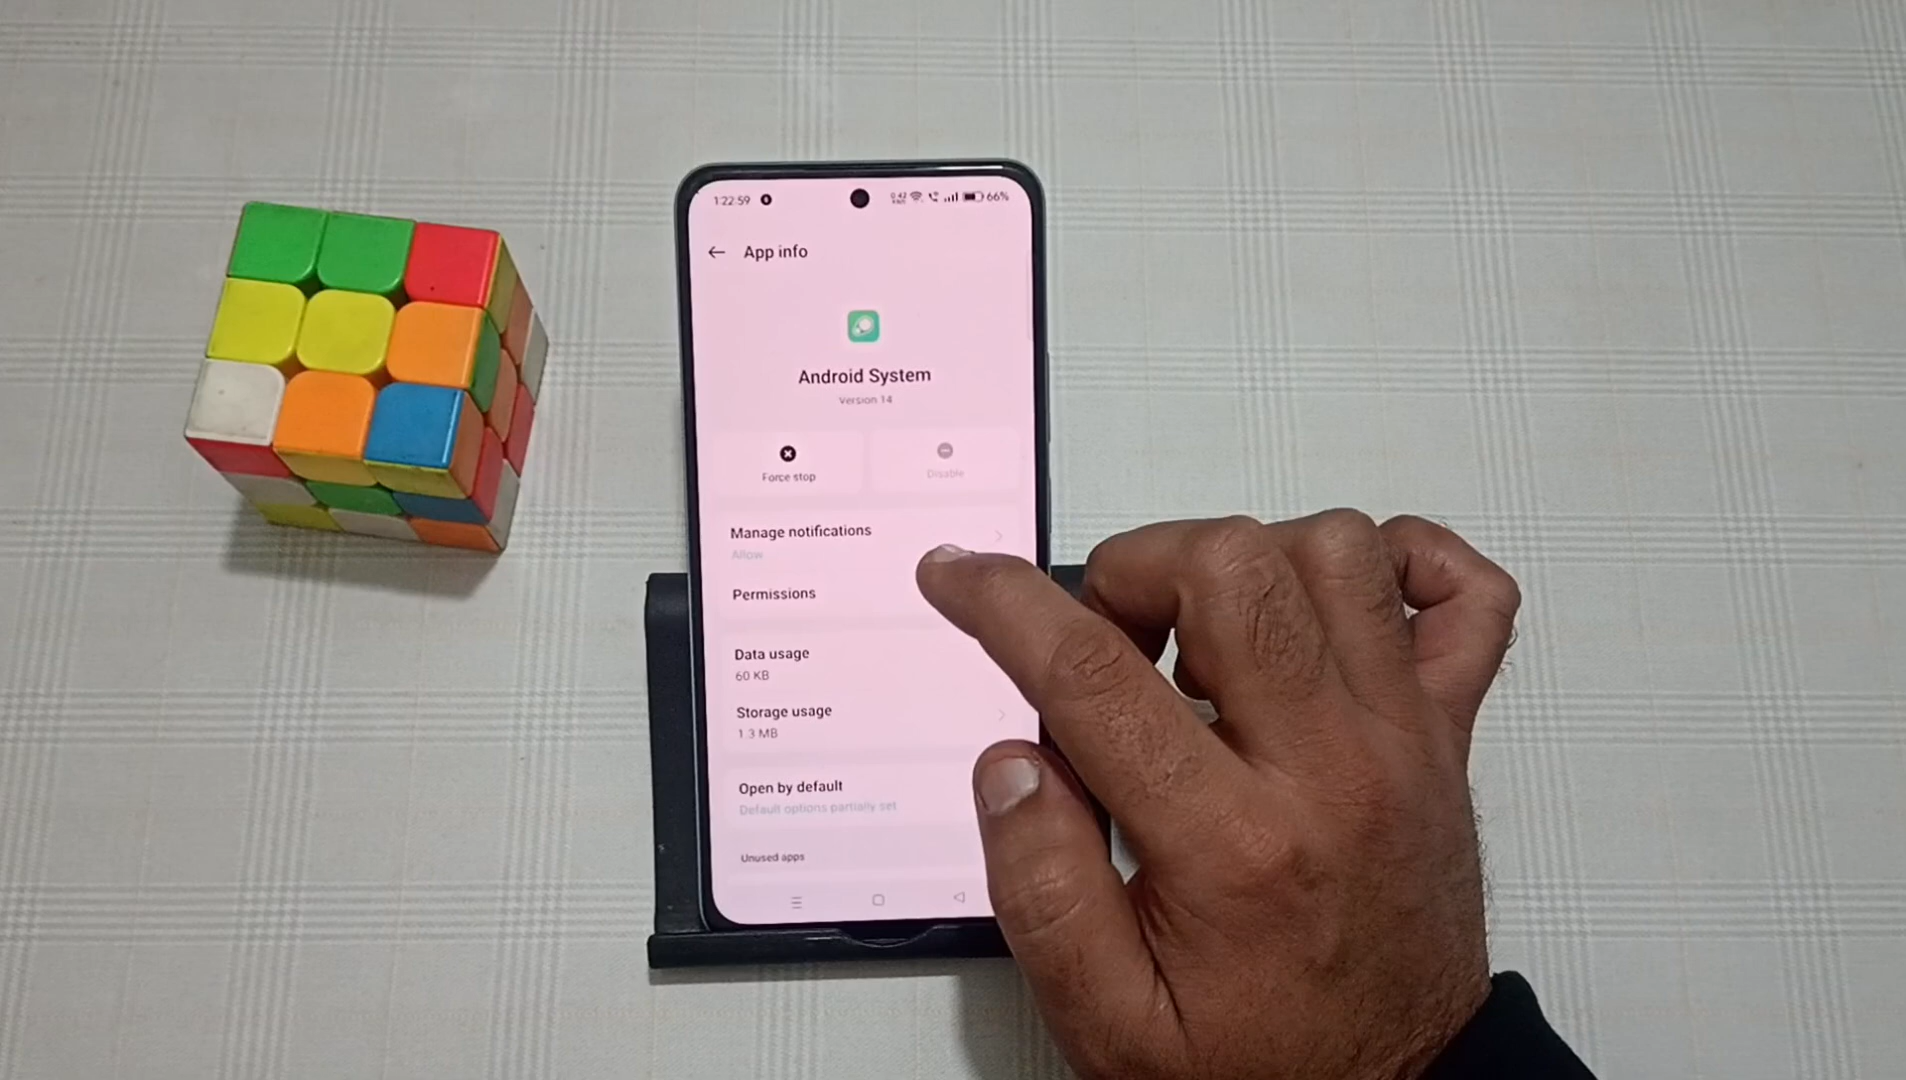 1:22:59
66%
App info
Android System
Version 14
Force stop
Disable
Manage notifications
Allow
Permissions
Data usage
60 KB
Storage usage
1.3 MB
Open by default
Default options partially set
Unused apps